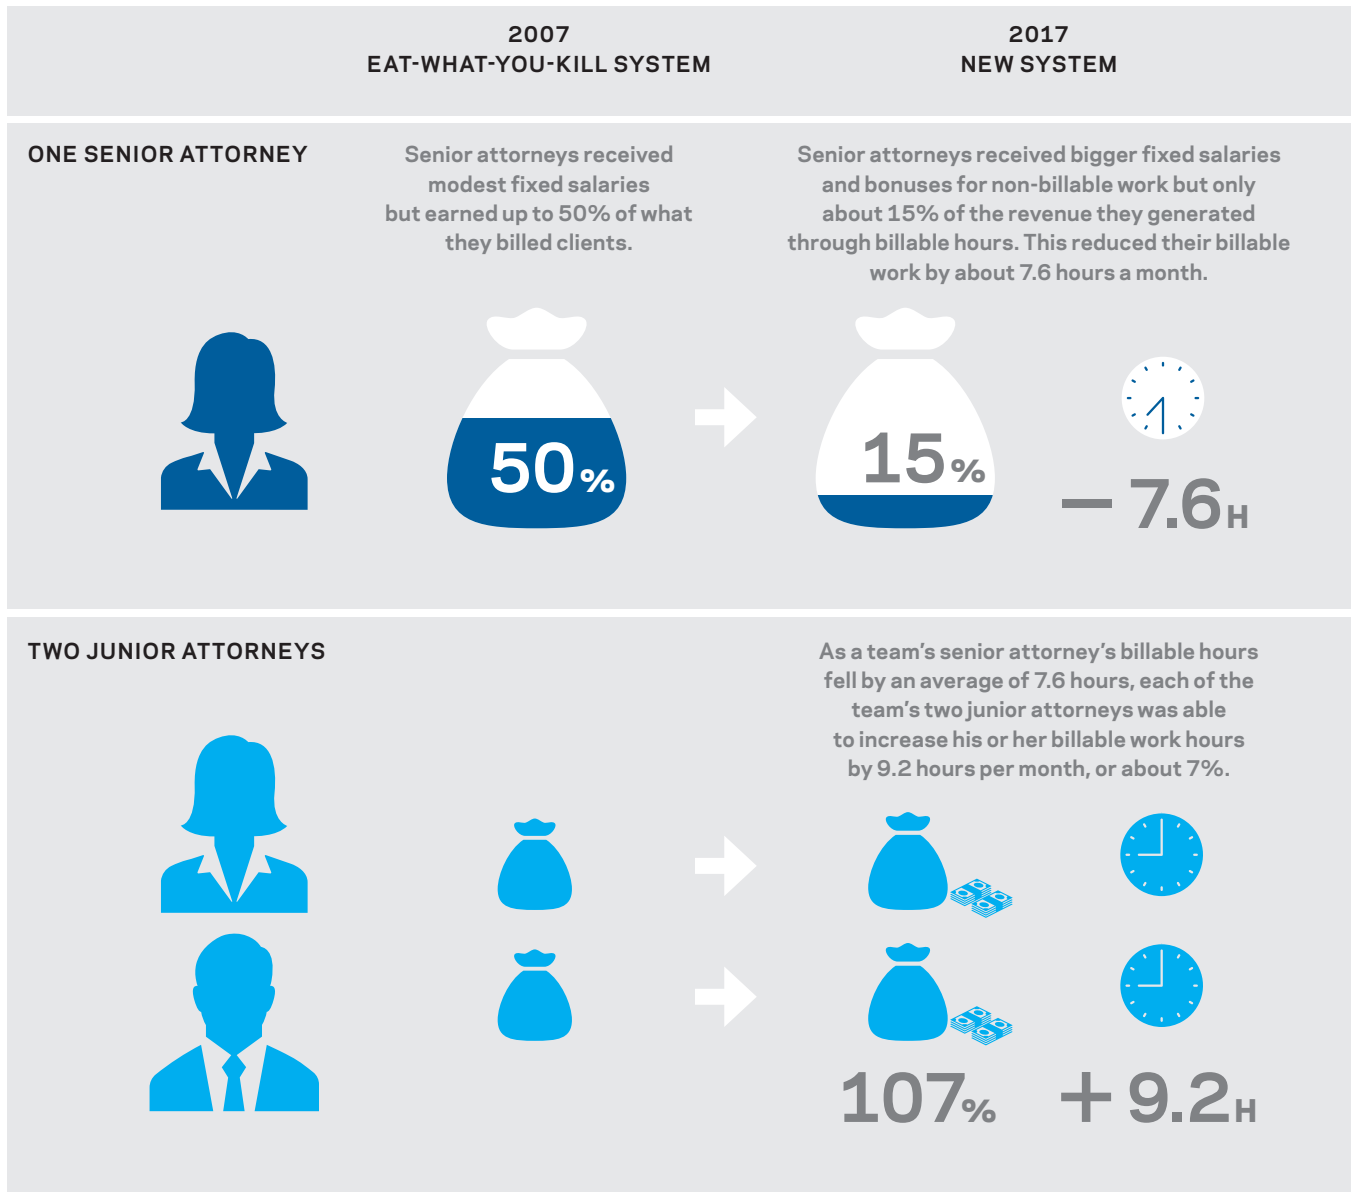 2007
EAT-WHAT-YOU-KILL SYSTEM
2017
NEW SYSTEM
ONE SENIOR ATTORNEY
Senior attorneys received
modest fixed salaries
but earned up to 50% of what
they billed clients.
Senior attorneys received bigger fixed salaries
and bonuses for non-billable work but only
about 15% of the revenue they generated
through billable hours. This reduced their billable
work by about 7.6 hours a month.
50%
15%
– 7.6H
TWO JUNIOR ATTORNEYS
As a team’s senior attorney’s billable hours
fell by an average of 7.6 hours, each of the
team’s two junior attorneys was able
to increase his or her billable work hours
by 9.2 hours per month, or about 7%.
107%
+ 9.2H